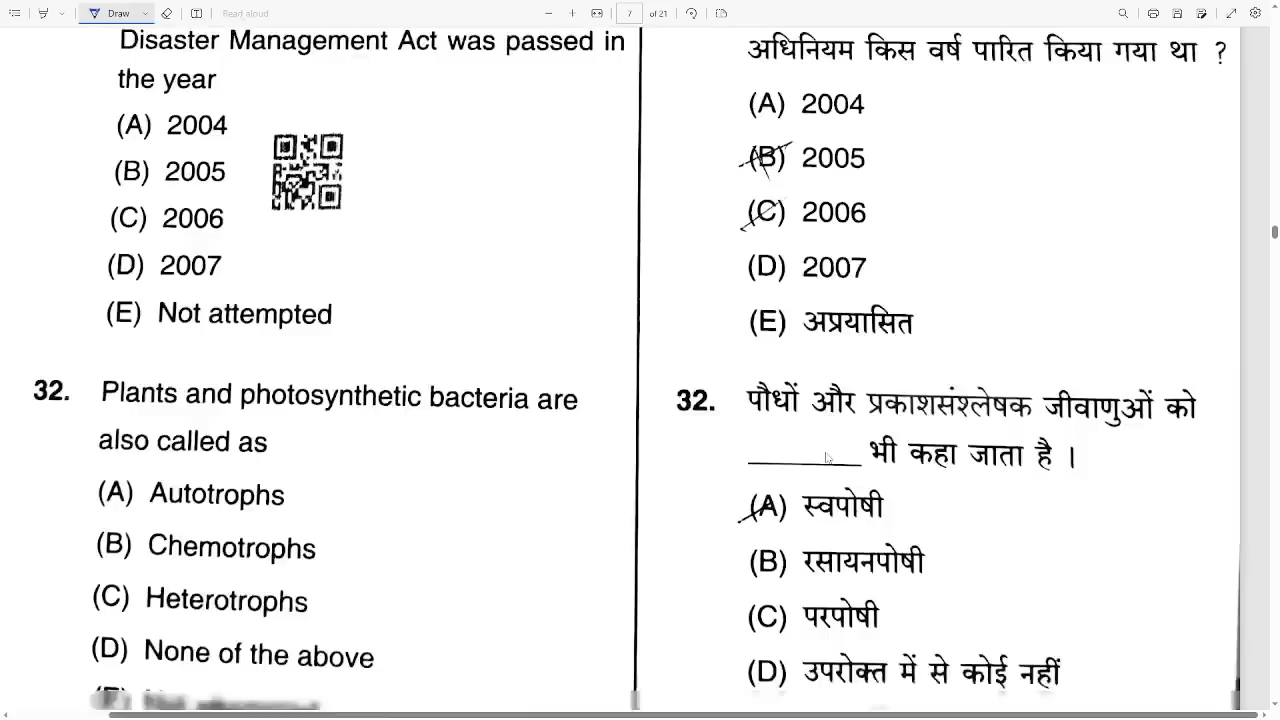 Draw
Read aloud
7
of 21
Disaster Management Act was passed in
the year
(A) 2004
(B) 2005
(C) 2006
(D) 2007
(E) Not attempted
32. Plants and photosynthetic bacteria are
also called as
(A) Autotrophs
(B) Chemotrophs
(C) Heterotrophs
(D) None of the above
अधिनियम किस वर्ष पारित किया गया था ?
(A) 2004
(B) 2005
(C) 2006
(D) 2007
(E) अप्रयासित
32. पौधों और प्रकाशसंश्लेषक जीवाणुओं को
________ भी कहा जाता है ।
(A) स्वपोषी
(B) रसायनपोषी
(C) परपोषी
(D) उपरोक्त में से कोई नहीं